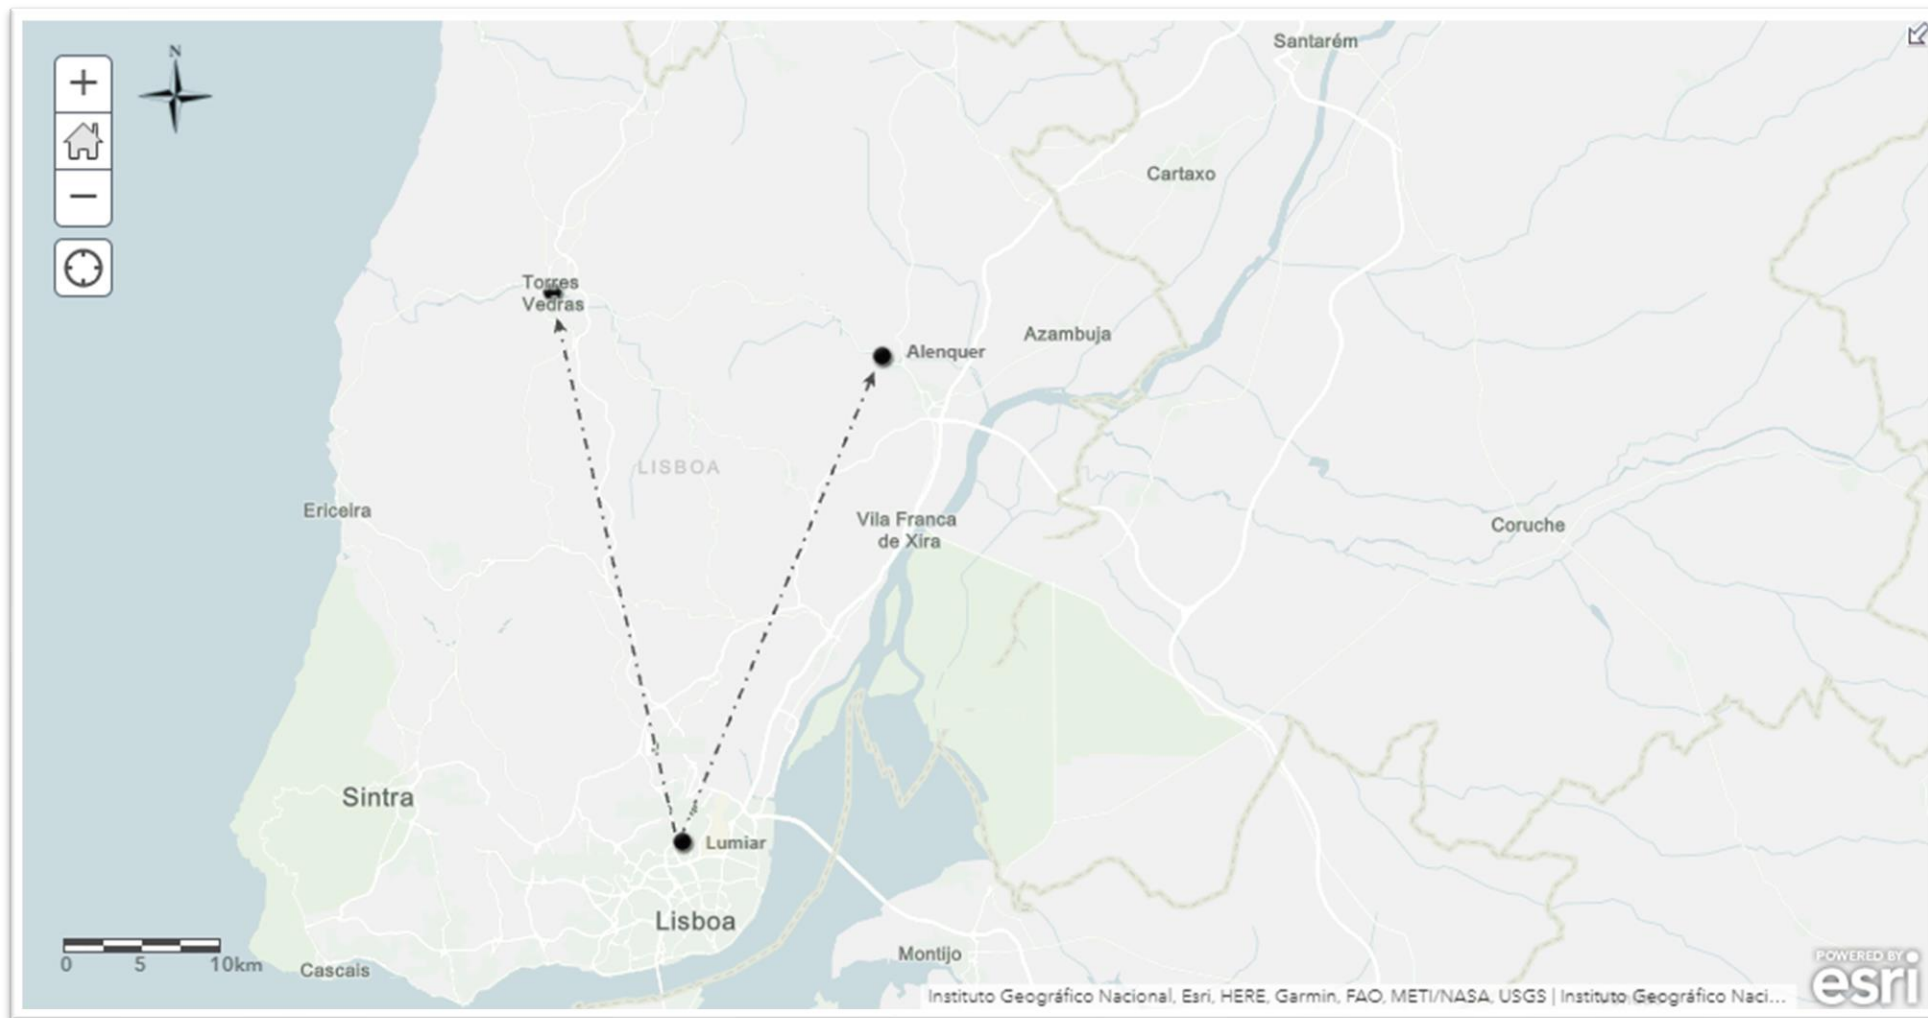 N
+
−
Santarém
Cartaxo
Torres
Vedras
Azambuja
Alenquer
LISBOA
Ericeira
Vila Franca
de Xira
Coruche
Sintra
Lumiar
Lisboa
Montijo
Cascais
0 5 10km
POWERED BY
esri
Instituto Geográfico Nacional, Esri, HERE, Garmin, FAO, METI/NASA, USGS | Instituto Geográfico Naci...